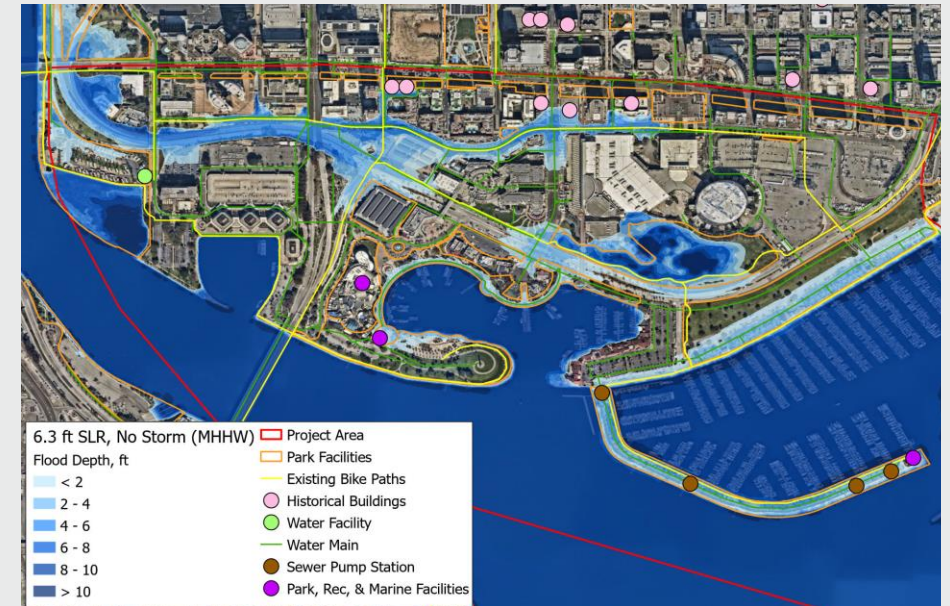 6.3 ft SLR, No Storm (MHHW)
Flood Depth, ft
< 2
2 - 4
4 - 6
6 - 8
8 - 10
> 10
Project Area
Park Facilities
Existing Bike Paths
Historical Buildings
Water Facility
Water Main
Sewer Pump Station
Park, Rec, & Marine Facilities